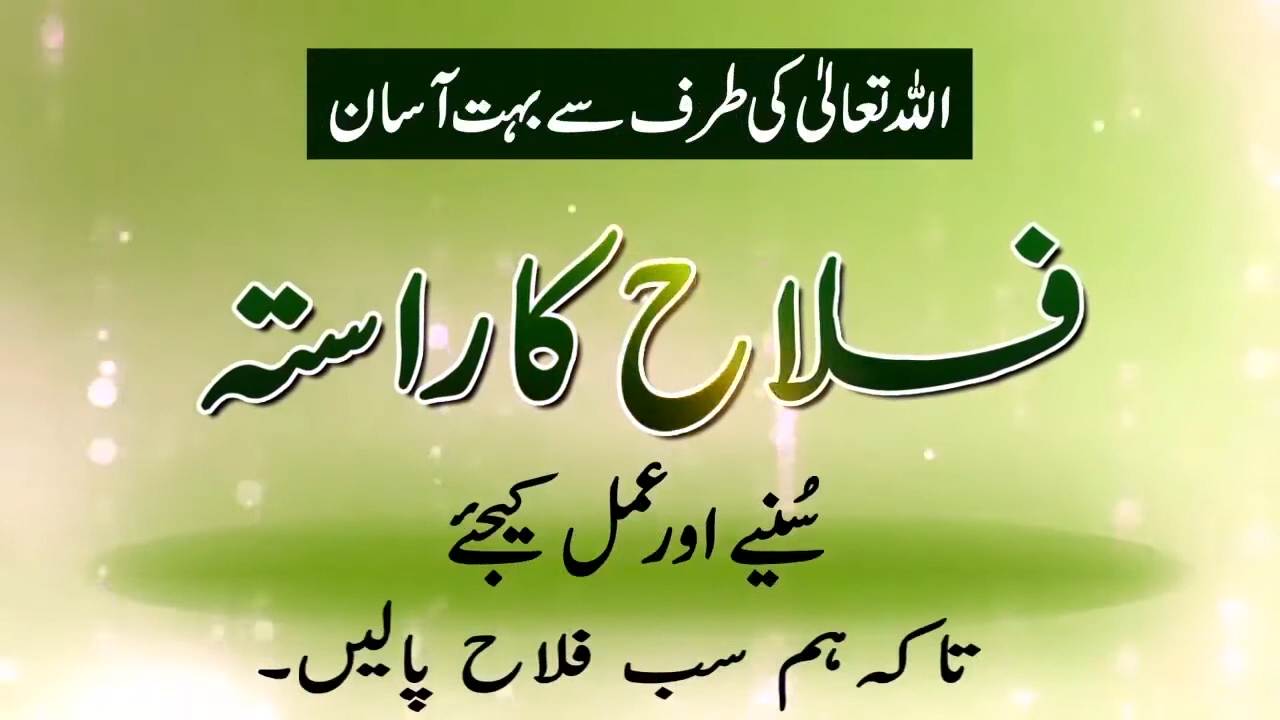 اللہ تعالیٰ کی طرف سے بہت آسان
فلاح کا راستہ
سُنیے اور عمل کیجئے
تاکہ ہم سب فلاح پالیں۔